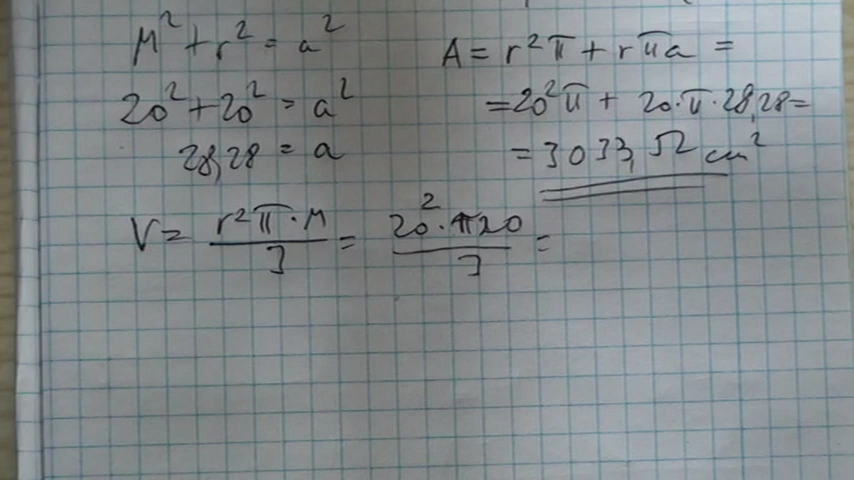 M² + r² = a²
20² + 20² = a²
28,28 = a
A = r²π + rπa =
= 20²π + 20·π·28,28 =
= 3033,52 cm²
V = r²π·M / 3 = 20²·π20 / 3 =